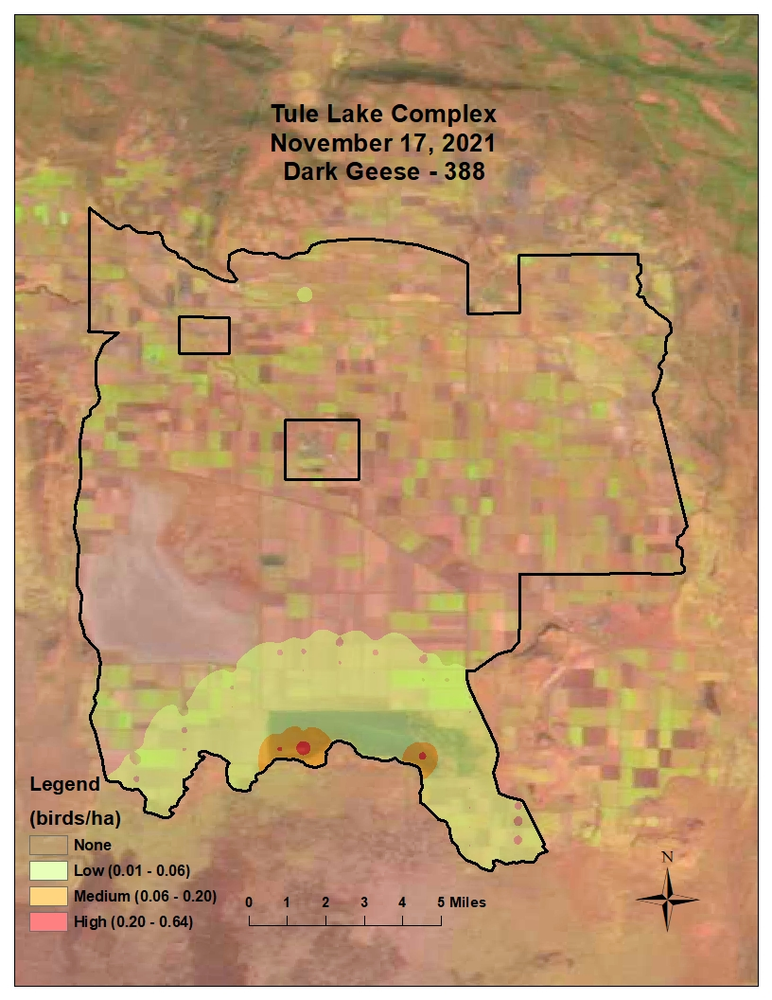 Tule Lake Complex
November 17, 2021
Dark Geese - 388
Legend
(birds/ha)
None
Low (0.01 - 0.06)
Medium (0.06 - 0.20)
High (0.20 - 0.64)
0 1 2 3 4 5 Miles
N